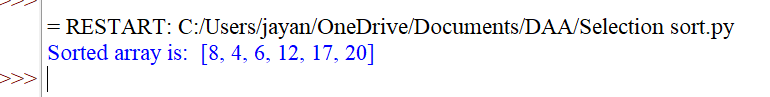 >>>
= RESTART: C:/Users/jayan/OneDrive/Documents/DAA/Selection sort.py
Sorted array is:  [8, 4, 6, 12, 17, 20]
>>>